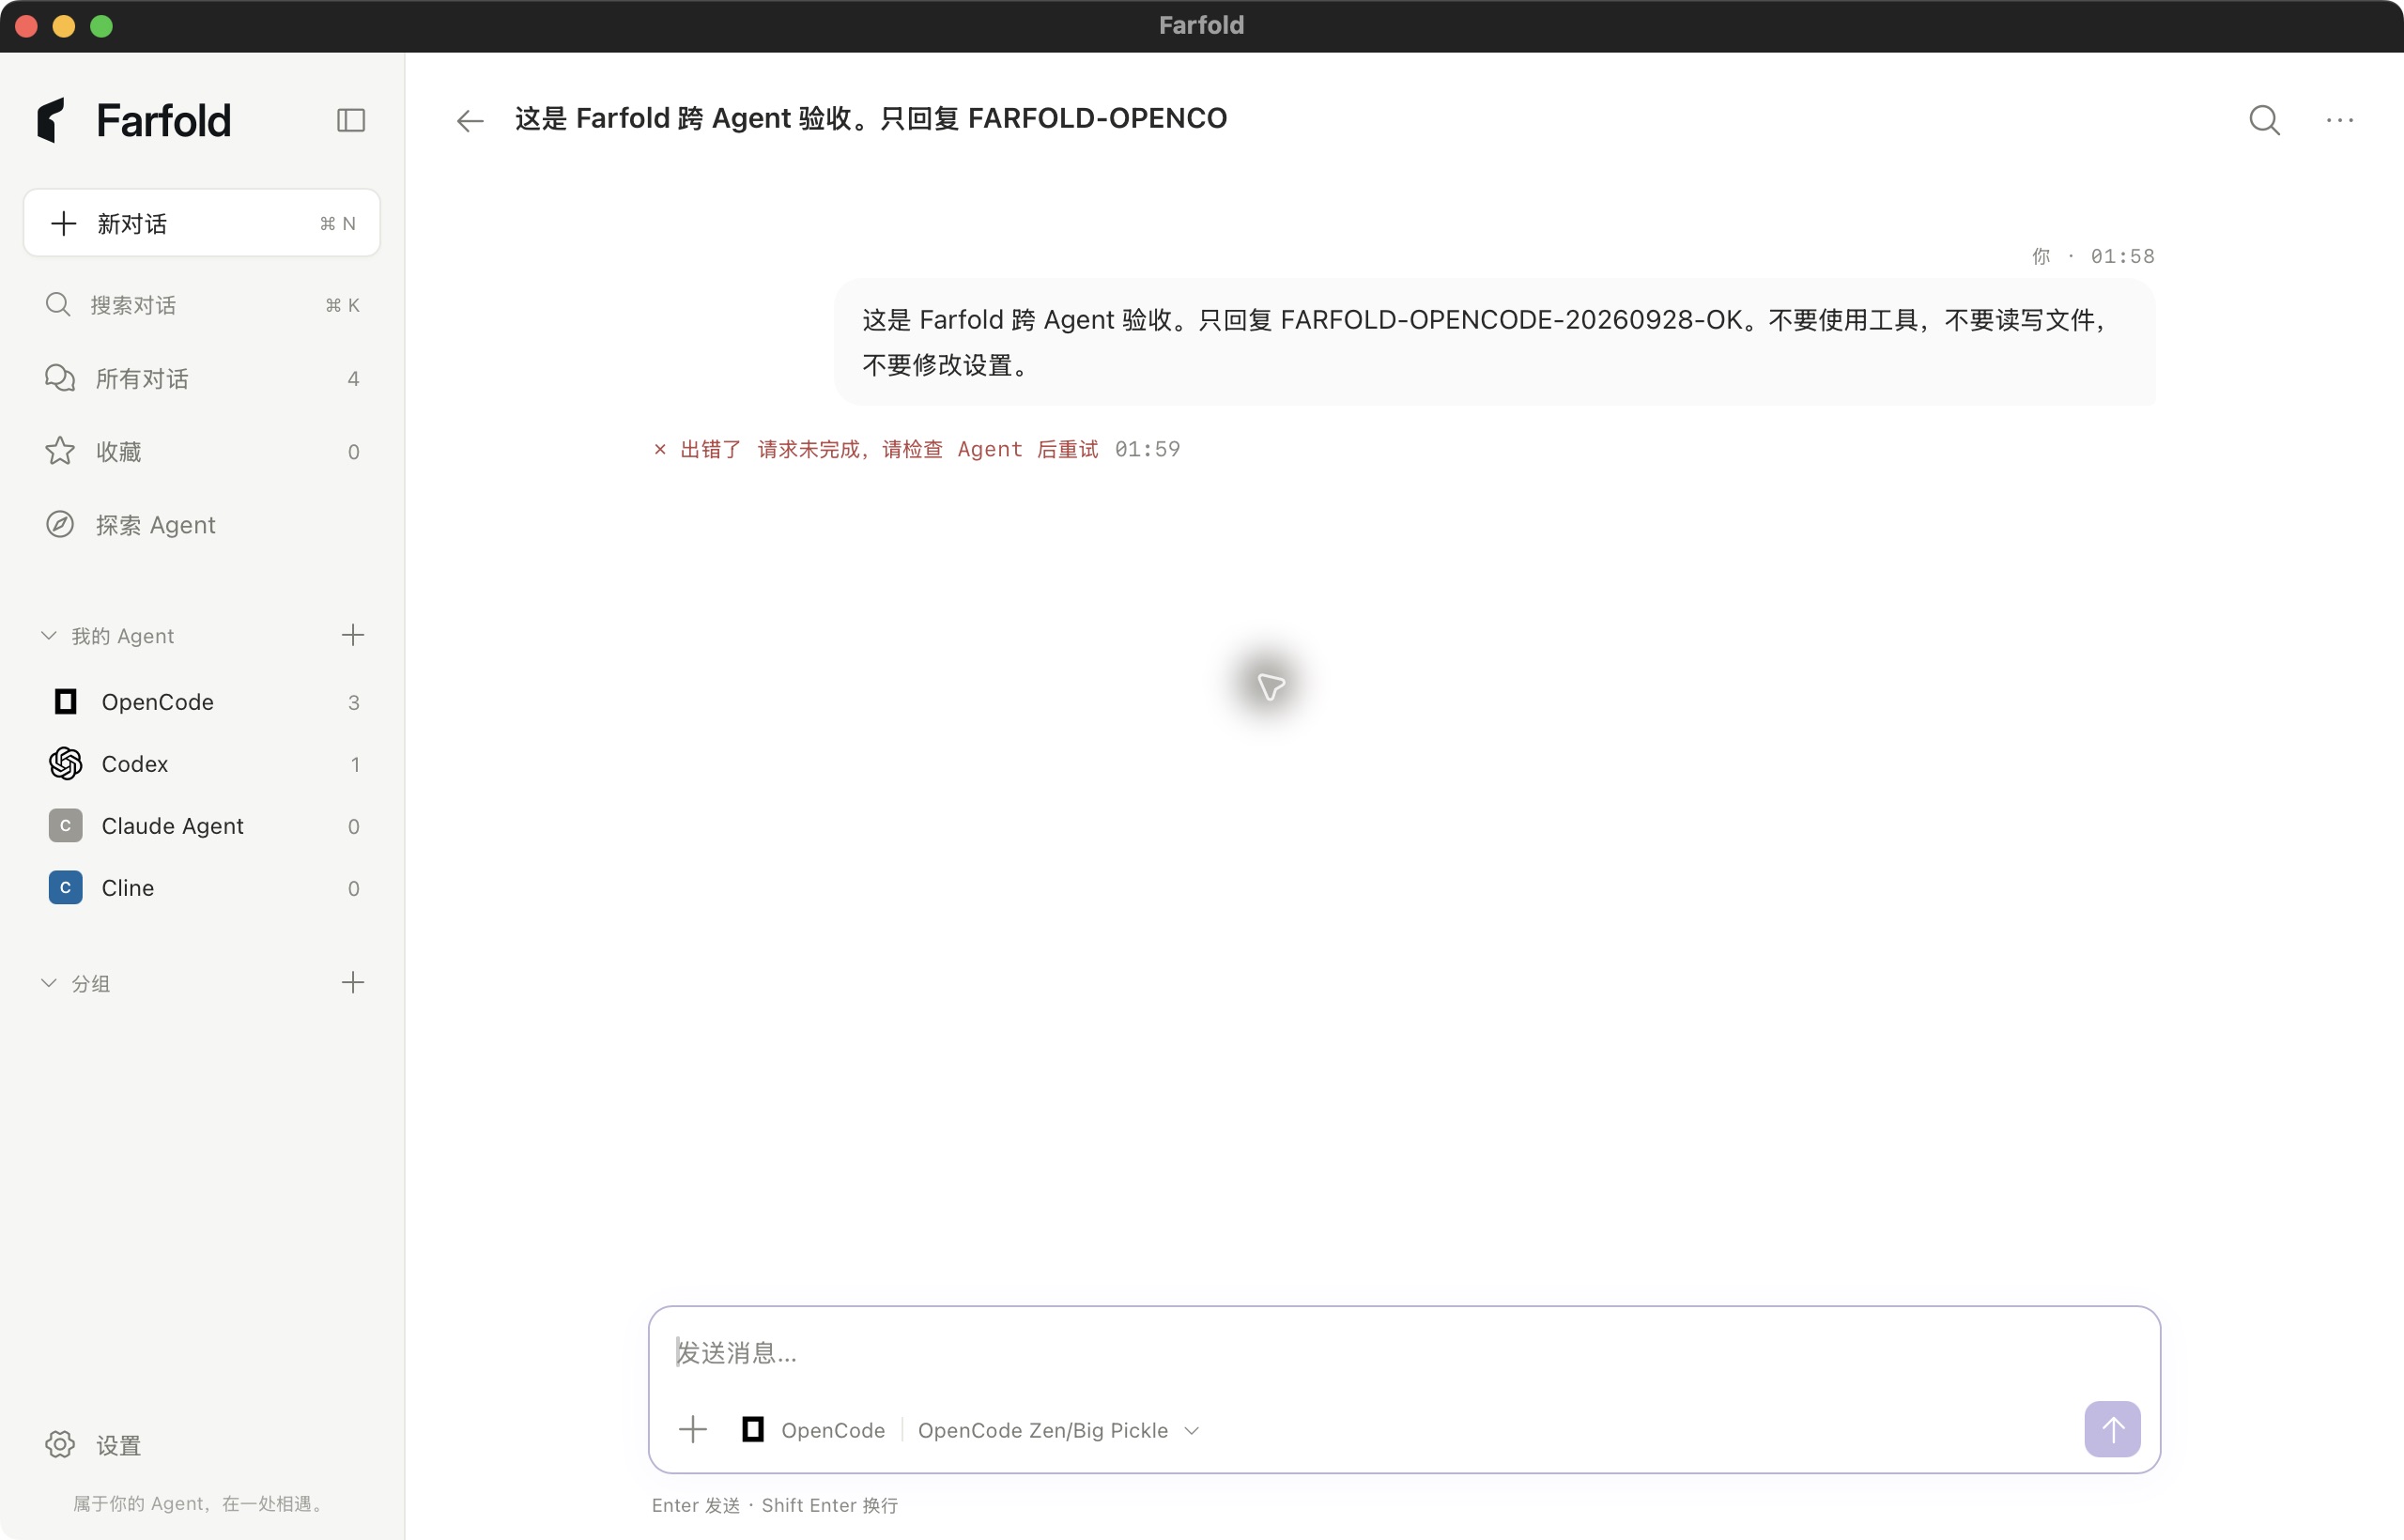 Farfold
Farfold
新对话 ⌘ N
搜索对话 ⌘ K
所有对话 4
收藏 0
探索 Agent
我的 Agent
OpenCode 3
Codex 1
C Claude Agent 0
C Cline 0
分组
设置
属于你的 Agent，在一处相遇。
这是 Farfold 跨 Agent 验收。只回复 FARFOLD-OPENCO
你 · 01:58
这是 Farfold 跨 Agent 验收。只回复 FARFOLD-OPENCODE-20260928-OK。不要使用工具，不要读写文件，
不要修改设置。
× 出错了 请求未完成，请检查 Agent 后重试 01:59
发送消息...
OpenCode OpenCode Zen/Big Pickle
Enter 发送 · Shift Enter 换行